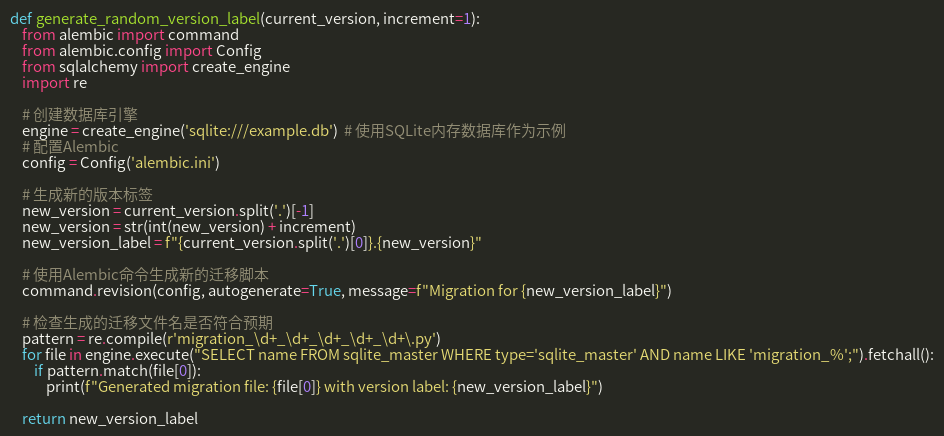 def generate_random_version_label(current_version, increment=1):
from alembic import command
from alembic.config import Config
from sqlalchemy import create_engine
import re
# 创建数据库引擎
engine = create_engine('sqlite:///example.db')  # 使用SQLite内存数据库作为示例
# 配置Alembic
config = Config('alembic.ini')
# 生成新的版本标签
new_version = current_version.split('.')[-1]
new_version = str(int(new_version) + increment)
new_version_label = f"{current_version.split('.')[0]}.{new_version}"
# 使用Alembic命令生成新的迁移脚本
command.revision(config, autogenerate=True, message=f"Migration for {new_version_label}")
# 检查生成的迁移文件名是否符合预期
pattern = re.compile(r'migration_\d+_\d+_\d+_\d+_\d+\.py')
for file in engine.execute("SELECT name FROM sqlite_master WHERE type='sqlite_master' AND name LIKE 'migration_%';").fetchall():
if pattern.match(file[0]):
print(f"Generated migration file: {file[0]} with version label: {new_version_label}")
return new_version_label